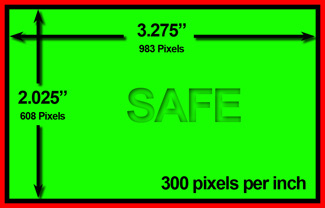 3.275”
983 Pixels
2.025”
608 Pixels
SAFE
300 pixels per inch